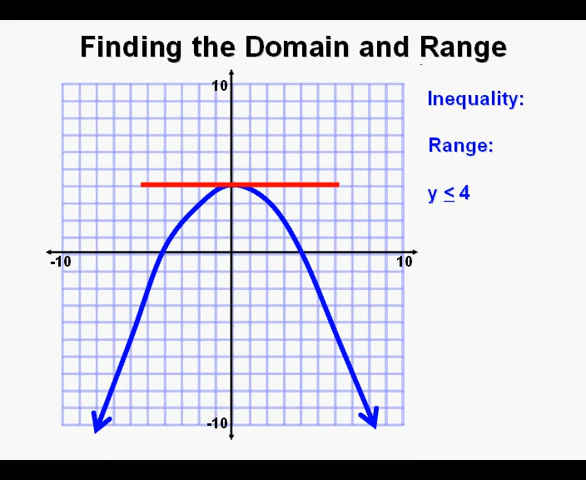 Finding the Domain and Range
10
Inequality:
Range:
y ≤ 4
-10
10
-10